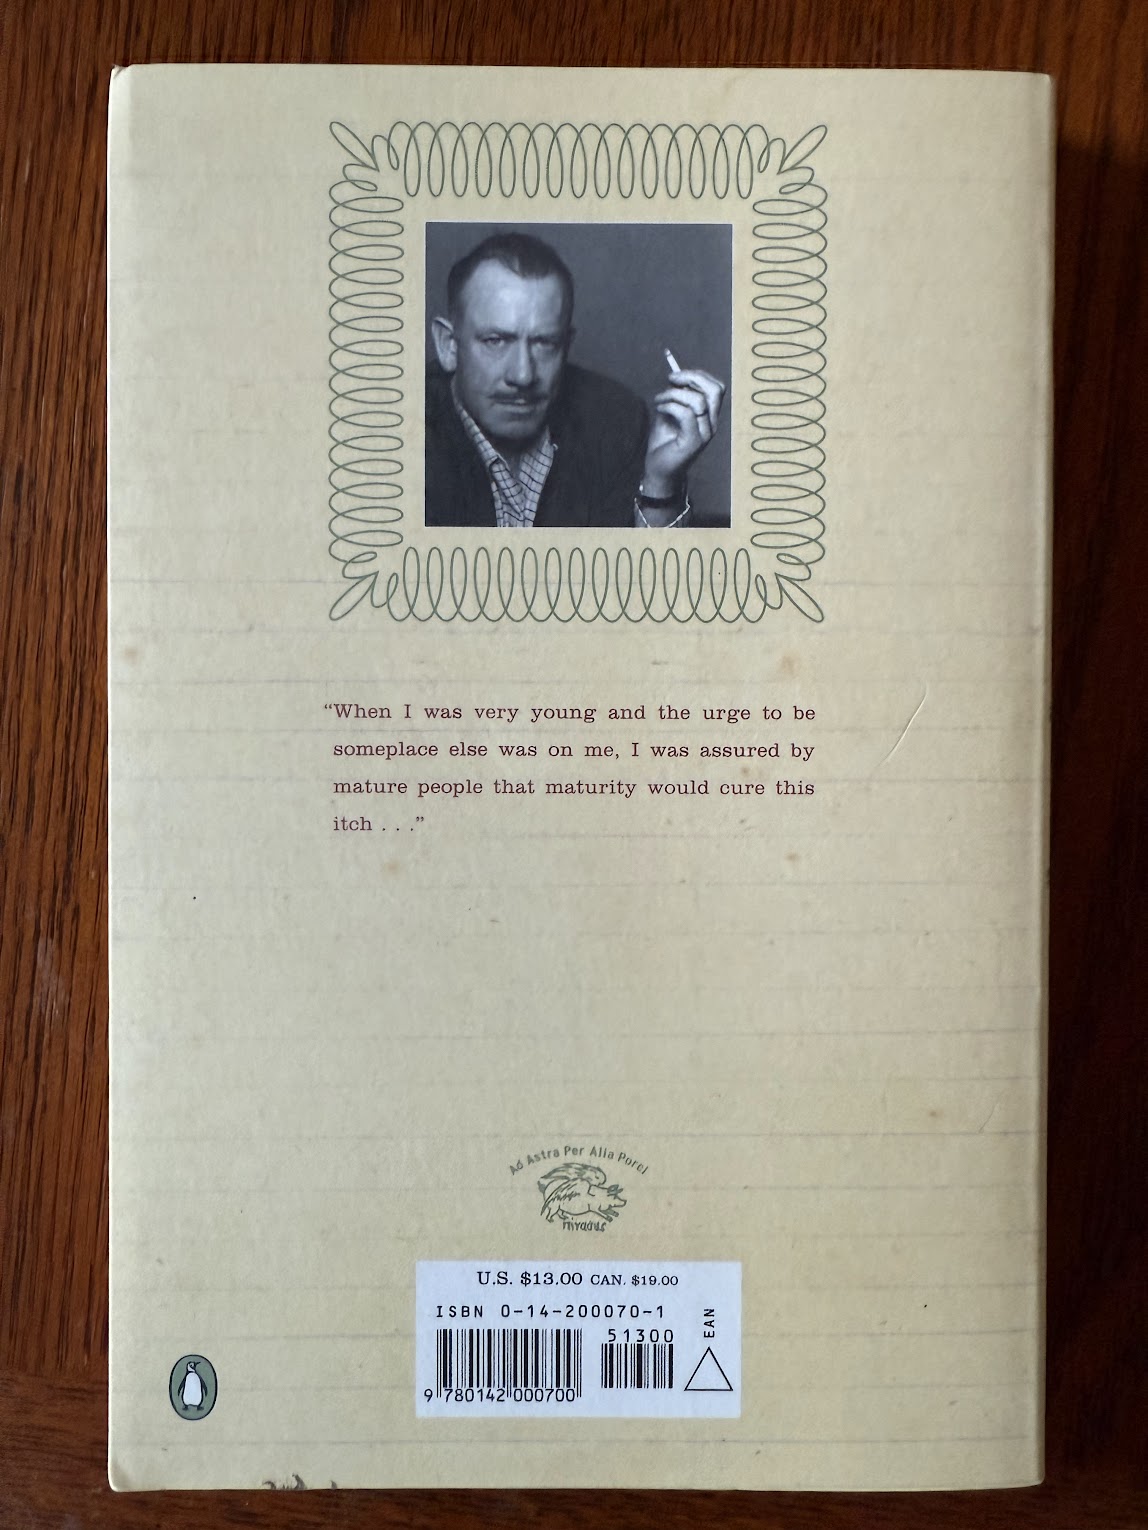 “When I was very young and the urge to be
someplace else was on me, I was assured by
mature people that maturity would cure this
itch . . .”
Ad Astra Per Alia Porci
U.S. $13.00 CAN. $19.00
ISBN 0-14-200070-1
51300
EAN
9 780142 000700